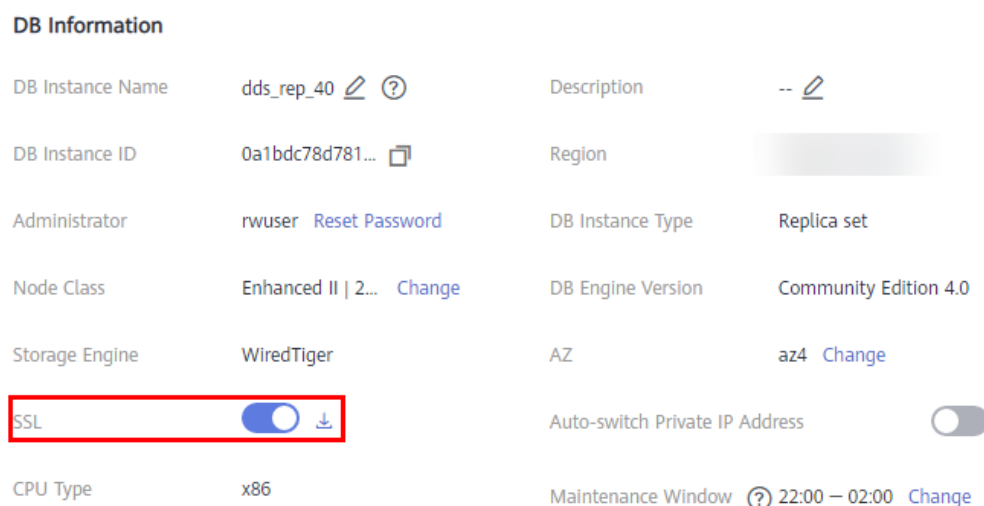 DB Information
DB Instance Name dds_rep_40 Description --
DB Instance ID 0a1bdc78d781... Region
Administrator rwuser Reset Password DB Instance Type Replica set
Node Class Enhanced II | 2... Change DB Engine Version Community Edition 4.0
Storage Engine WiredTiger AZ az4 Change
SSL Auto-switch Private IP Address
CPU Type x86 Maintenance Window 22:00 — 02:00 Change